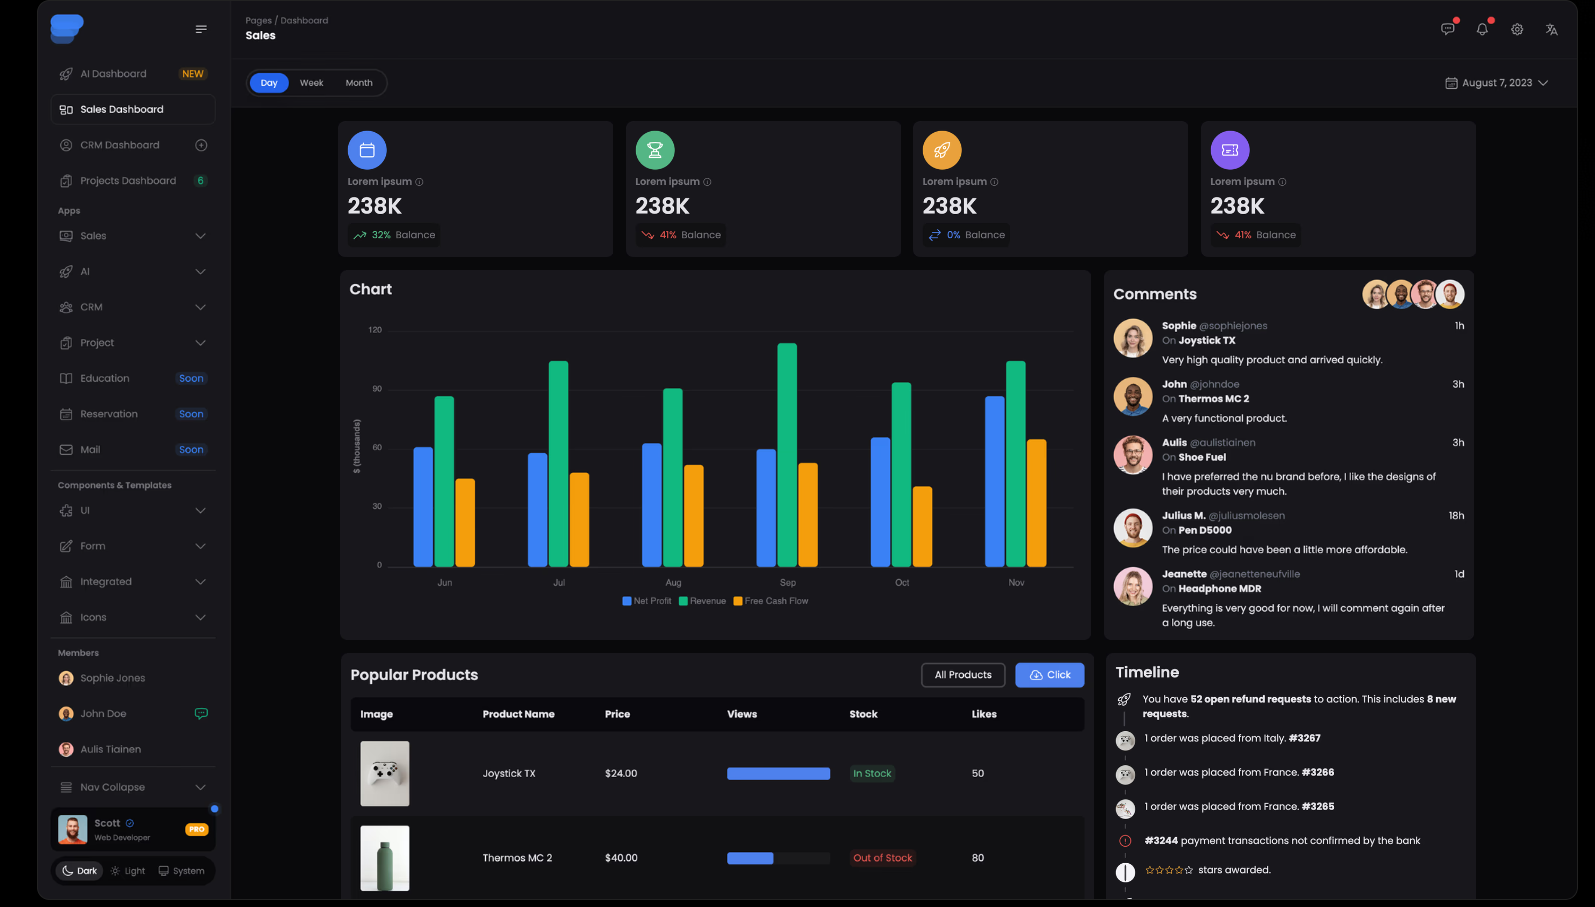 Pages / Dashboard
Sales
AI Dashboard NEW
Sales Dashboard
CRM Dashboard
Projects Dashboard 6
Apps
Sales
AI
CRM
Project
Education Soon
Reservation Soon
Mail Soon
Components & Templates
UI
Form
Integrated
Icons
Members
Sophie Jones
John Doe
Aulis Tiainen
Nav Collapse
Scott
Web Developer
PRO
Dark Light System
Day Week Month
August 7, 2023
Lorem ipsum
238K
32% Balance
Lorem ipsum
238K
41% Balance
Lorem ipsum
238K
0% Balance
Lorem ipsum
238K
41% Balance
Chart
$ (thousands)
120
90
60
30
0
Jun Jul Aug Sep Oct Nov
Net Profit Revenue Free Cash Flow
Comments
Sophie @sophiejones 1h
On Joystick TX
Very high quality product and arrived quickly.
John @johndoe 3h
On Thermos MC 2
A very functional product.
Aulis @aulistiainen 3h
On Shoe Fuel
I have preferred the nu brand before, I like the designs of
their products very much.
Julius M. @juliusmolesen 18h
On Pen D5000
The price could have been a little more affordable.
Jeanette @jeanetteneufville 1d
On Headphone MDR
Everything is very good for now, I will comment again after
a long use.
Popular Products
All Products Click
Image Product Name Price Views Stock Likes
Joystick TX $24.00 In Stock 50
Thermos MC 2 $40.00 Out of Stock 80
Timeline
You have 52 open refund requests to action. This includes 8 new
requests.
1 order was placed from Italy. #3267
1 order was placed from France. #3266
1 order was placed from France. #3265
#3244 payment transactions not confirmed by the bank
stars awarded.